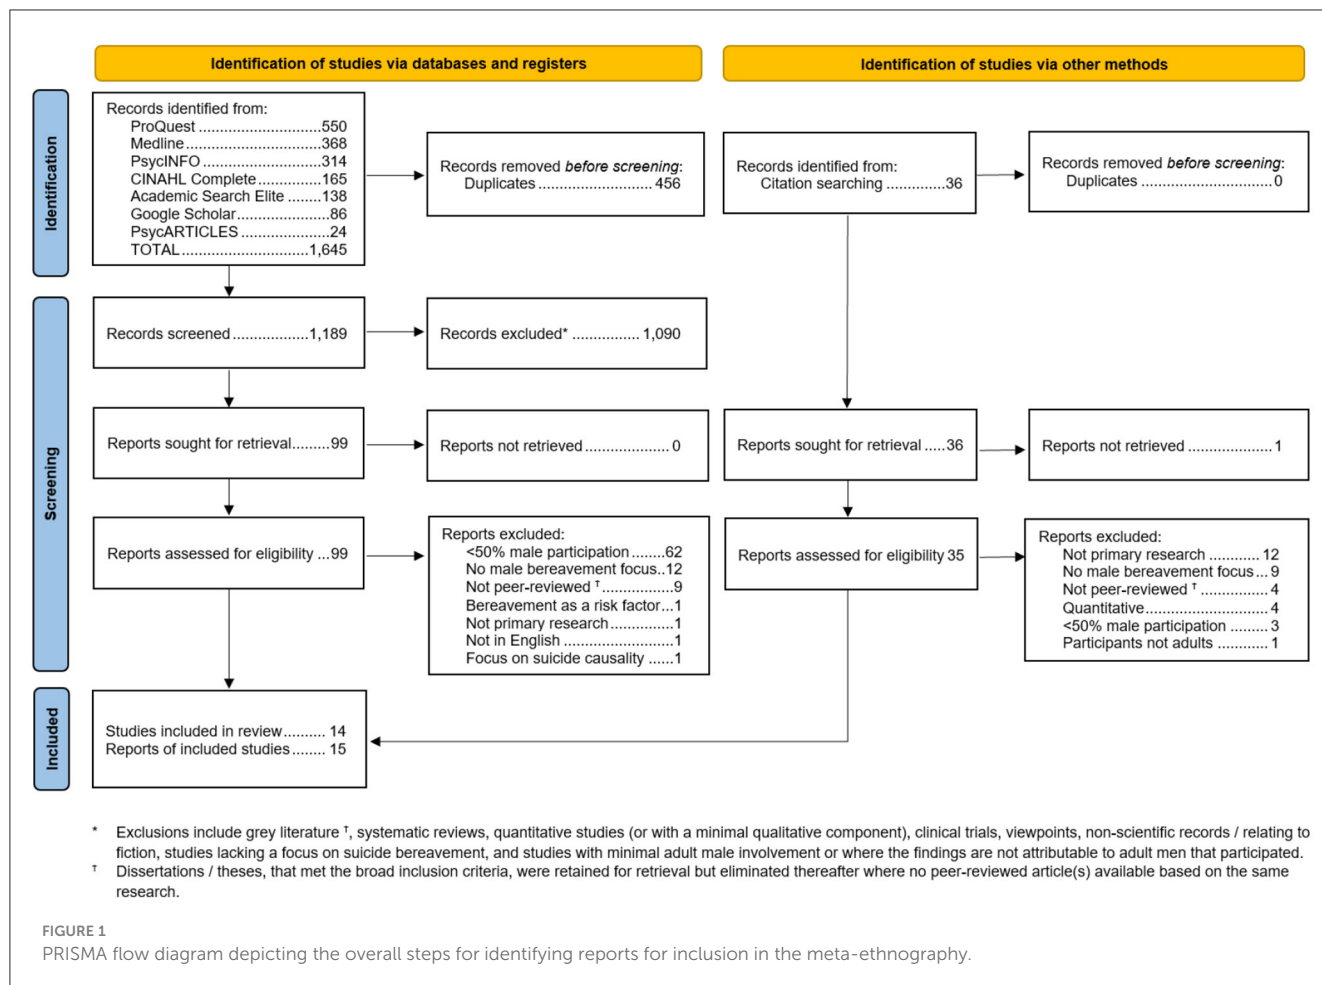 Identification of studies via databases and registers
Identification of studies via other methods
Identification
Records identified from:
ProQuest ..............................550
Medline.................................368
PsycINFO .............................314
CINAHL Complete................165
Academic Search Elite ........138
Google Scholar......................86
PsycARTICLES .....................24
TOTAL...............................1,645
Records removed before screening:
Duplicates ........................... 456
Records identified from:
Citation searching ..............36
Records removed before screening:
Duplicates ................................0
Screening
Records screened..................1,189
Records excluded* ................ 1,090
Reports sought for retrieval.........99
Reports not retrieved .................... 0
Reports sought for retrieval .....36
Reports not retrieved .................... 1
Reports assessed for eligibility ...99
Reports excluded:
<50% male participation ........62
No male bereavement focus..12
Not peer-reviewed † .................9
Bereavement as a risk factor...1
Not primary research ..............1
Not in English ..........................1
Focus on suicide causality ......1
Reports assessed for eligibility 35
Reports excluded:
Not primary research ............ 12
No male bereavement focus ... 9
Not peer-reviewed † ................ 4
Quantitative............................. 4
<50% male participation ......... 3
Participants not adults ............ 1
Included
Studies included in review.......... 14
Reports of included studies ........ 15
* Exclusions include grey literature †, systematic reviews, quantitative studies (or with a minimal qualitative component), clinical trials, viewpoints, non-scientific records / relating to
fiction, studies lacking a focus on suicide bereavement, and studies with minimal adult male involvement or where the findings are not attributable to adult men that participated.
† Dissertations / theses, that met the broad inclusion criteria, were retained for retrieval but eliminated thereafter where no peer-reviewed article(s) available based on the same
research.
FIGURE 1
PRISMA flow diagram depicting the overall steps for identifying reports for inclusion in the meta-ethnography.